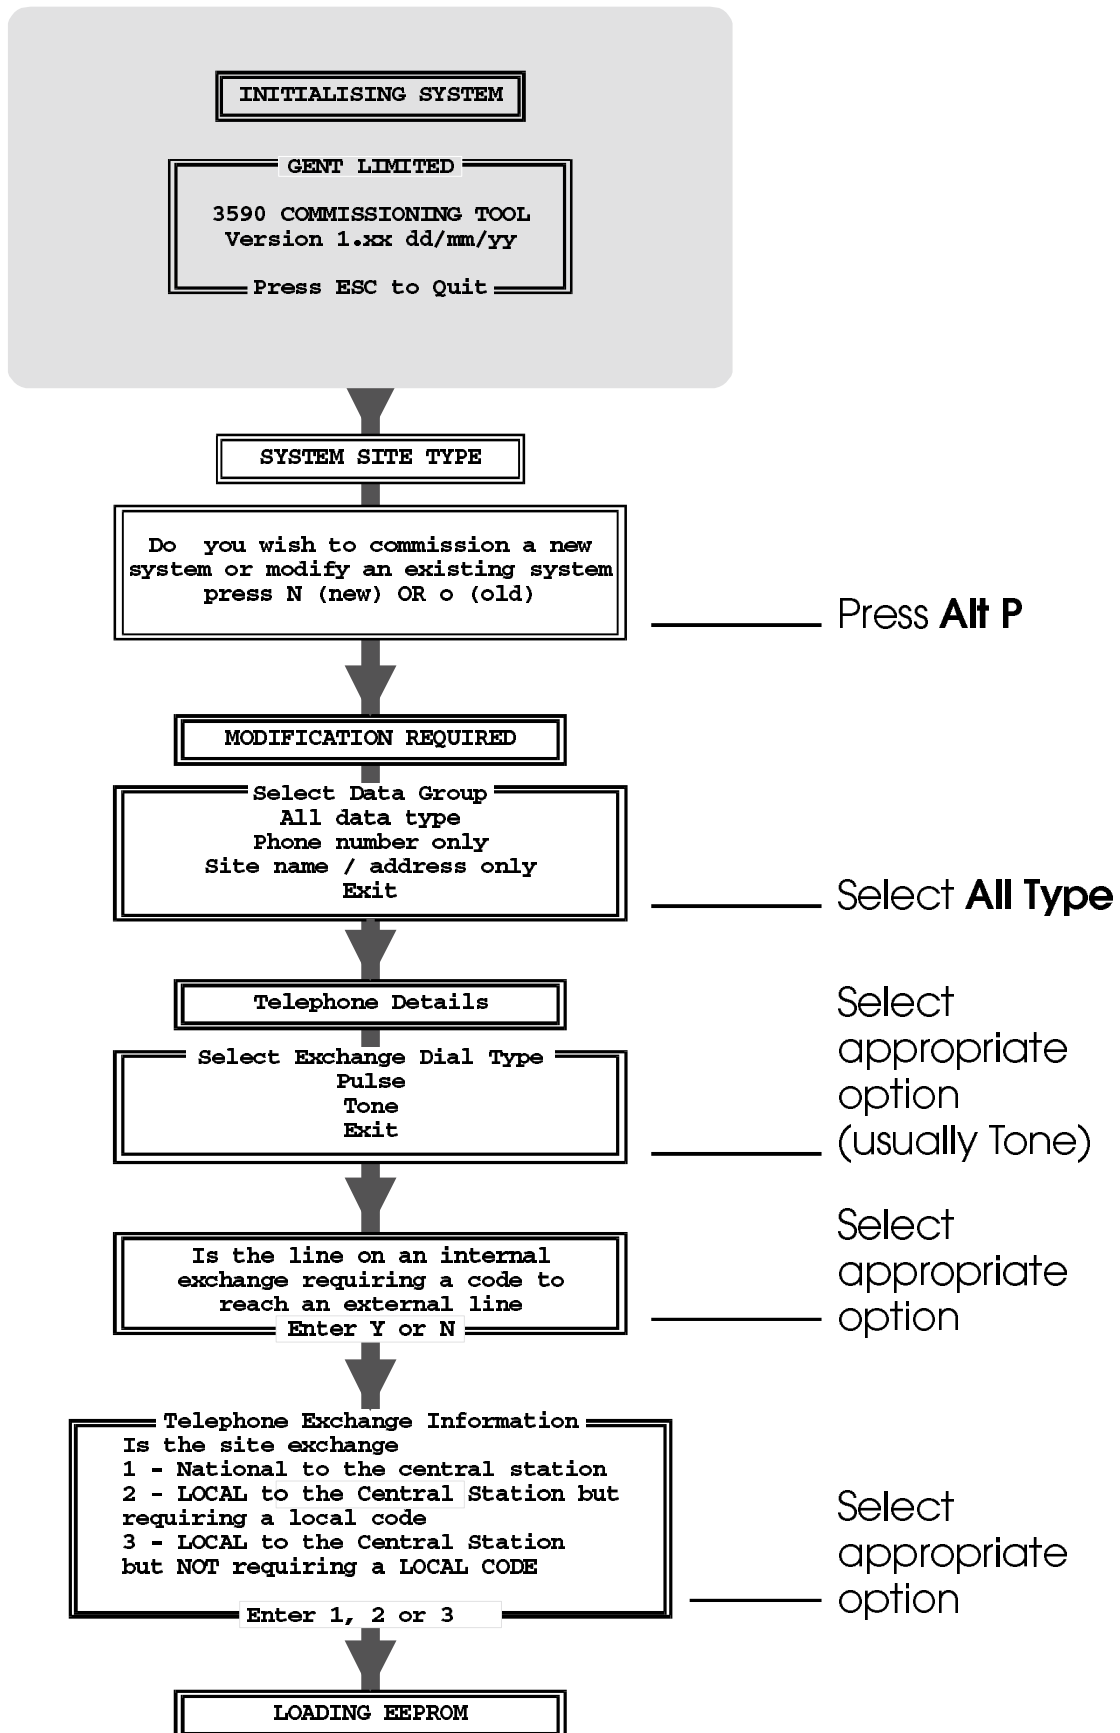 INITIALISING SYSTEM
GENT LIMITED
3590 COMMISSIONING TOOL
Version 1.xx dd/mm/yy
Press ESC to Quit
SYSTEM SITE TYPE
Do you wish to commission a new
system or modify an existing system
press N (new) OR o (old)
Press Alt P
MODIFICATION REQUIRED
Select Data Group
All data type
Phone number only
Site name / address only
Exit
Select All Type
Telephone Details
Select Exchange Dial Type
Pulse
Tone
Exit
Select
appropriate
option
(usually Tone)
Is the line on an internal
exchange requiring a code to
reach an external line
Enter Y or N
Select
appropriate
option
Telephone Exchange Information
Is the site exchange
1 - National to the central station
2 - LOCAL to the Central Station but
requiring a local code
3 - LOCAL to the Central Station
but NOT requiring a LOCAL CODE
Enter 1, 2 or 3
Select
appropriate
option
LOADING EEPROM